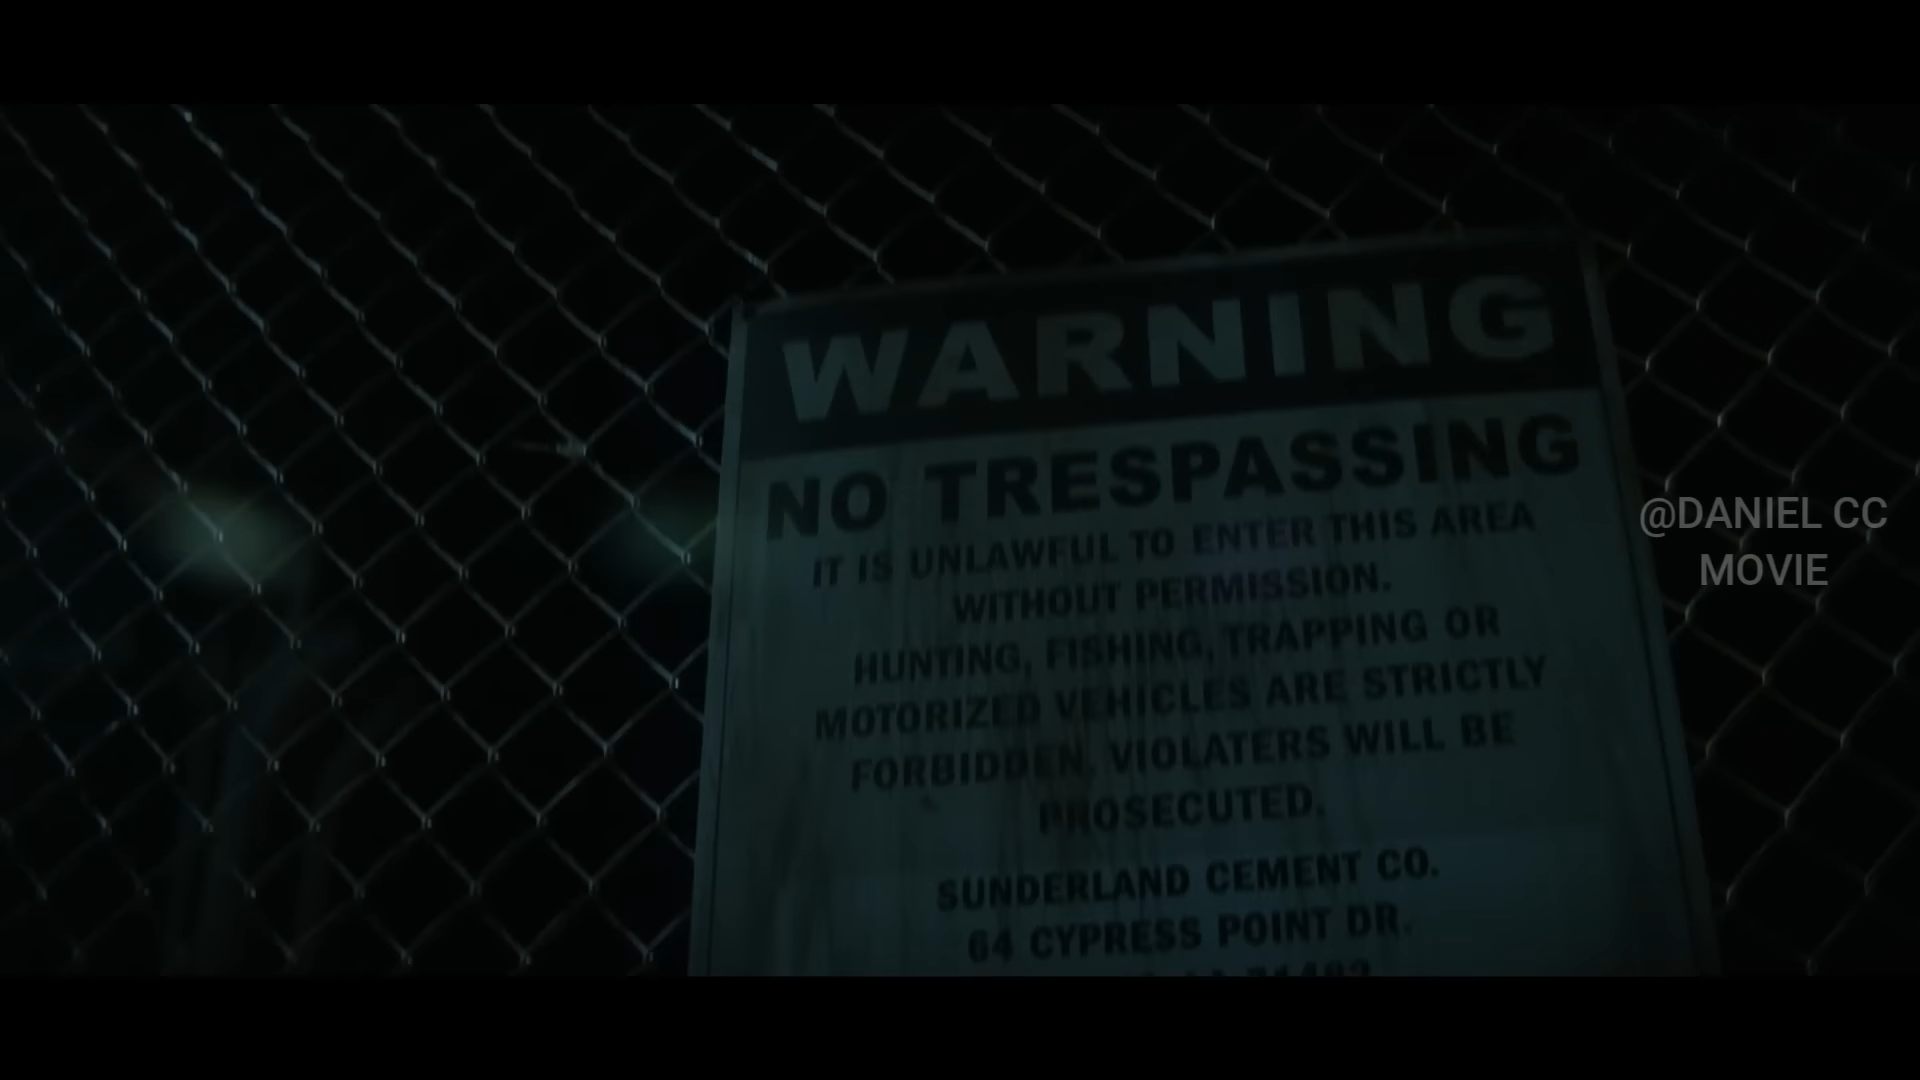 WARNING
NO TRESPASSING
IT IS UNLAWFUL TO ENTER THIS AREA
WITHOUT PERMISSION.
HUNTING, FISHING, TRAPPING OR
MOTORIZED VEHICLES ARE STRICTLY
FORBIDDEN, VIOLATERS WILL BE
PROSECUTED.
SUNDERLAND CEMENT CO.
64 CYPRESS POINT DR.
@DANIEL CC
MOVIE